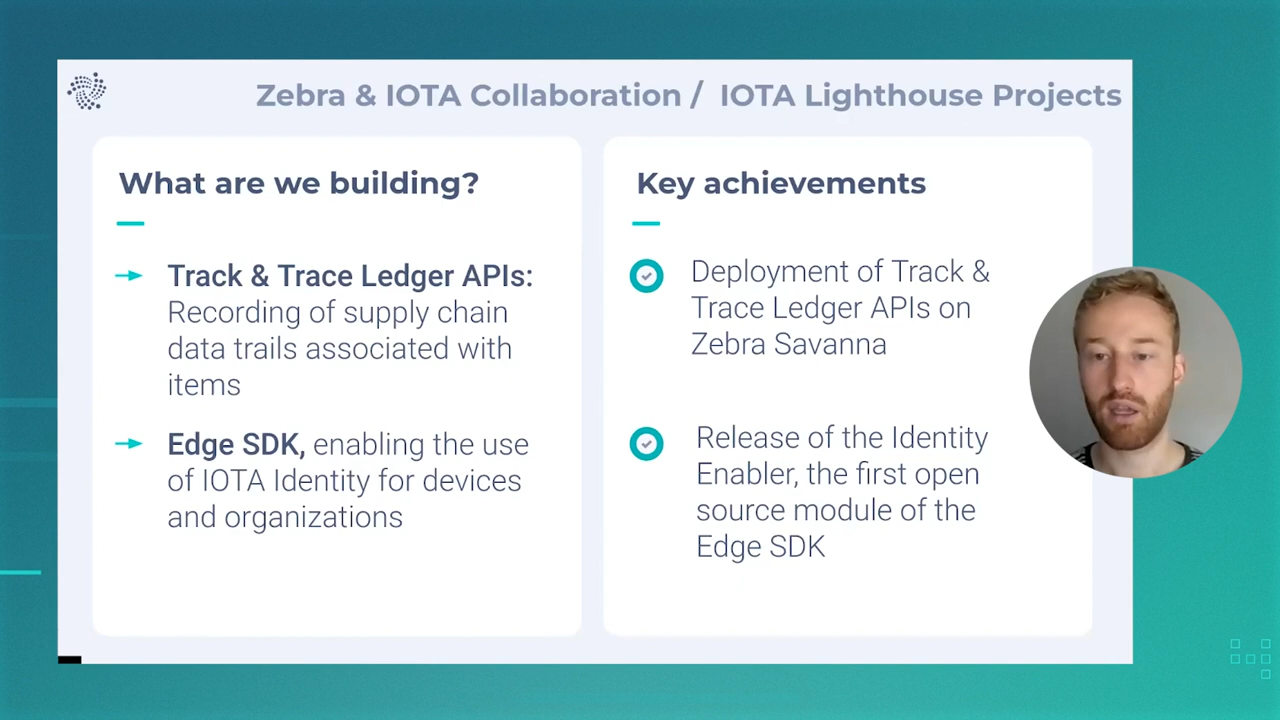 Zebra & IOTA Collaboration / IOTA Lighthouse Projects
What are we building?
Track & Trace Ledger APIs:
Recording of supply chain
data trails associated with
items
Edge SDK, enabling the use
of IOTA Identity for devices
and organizations
Key achievements
Deployment of Track &
Trace Ledger APIs on
Zebra Savanna
Release of the Identity
Enabler, the first open
source module of the
Edge SDK